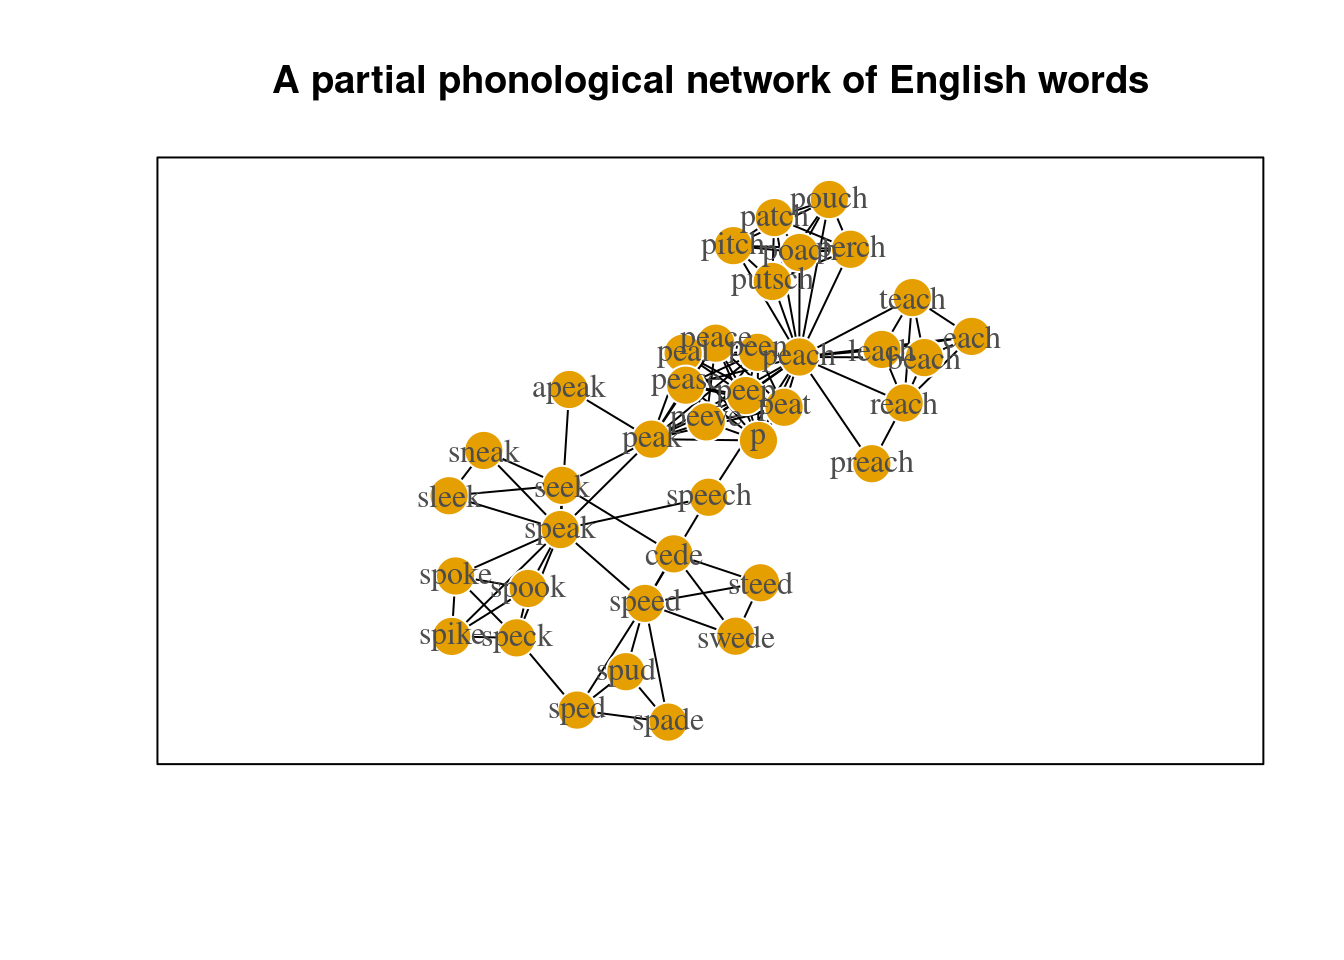 A partial phonological network of English words
pouch
patch
pitch
poach
perch
putsch
teach
peace
each
peal
peen
peach
leach
beach
peas
apeak
peep
peat
reach
peeve
peak
p
sneak
preach
seek
sleek
speech
speak
cede
spoke
steed
spook
speed
spike
speck
swede
spud
sped
spade